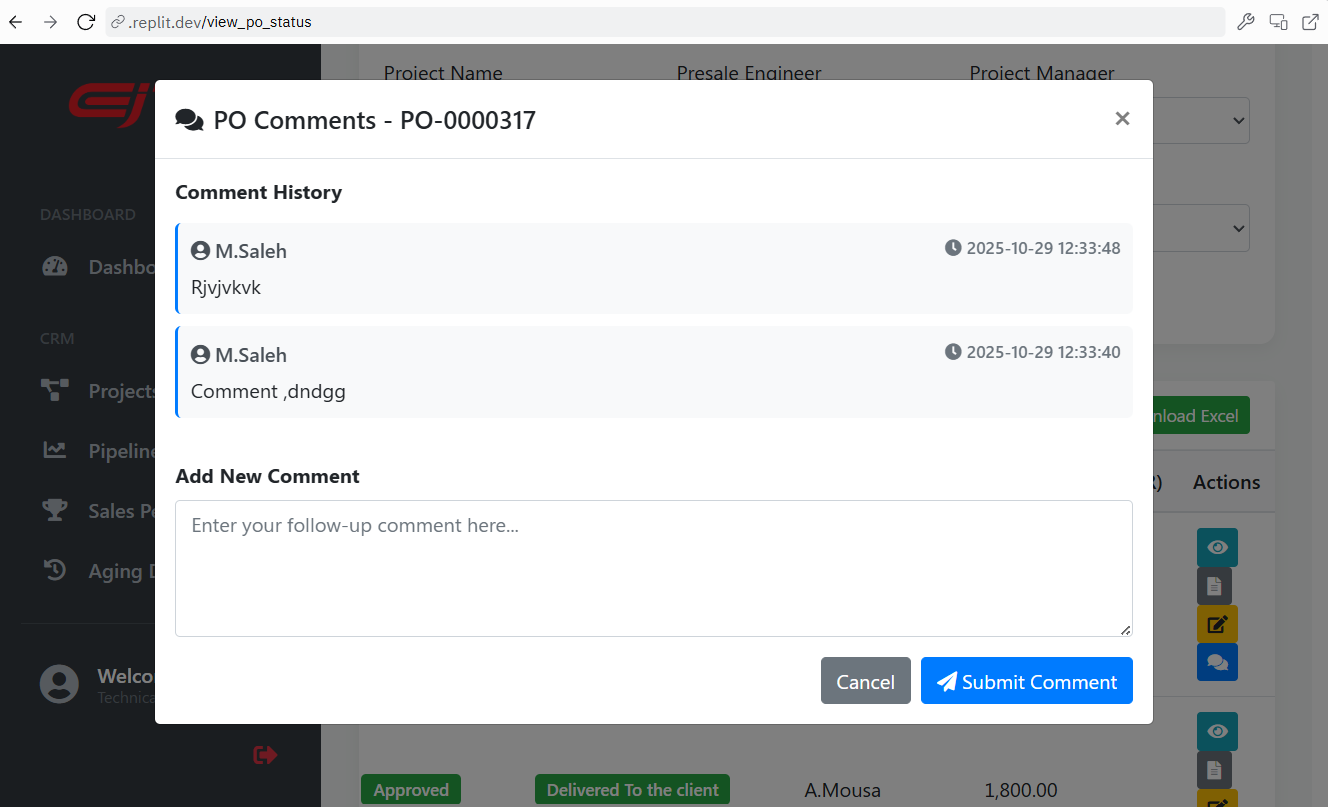 .replit.dev/view_po_status
Project Name
Presale Engineer
Project Manager
PO Comments - PO-0000317
×
Comment History
M.Saleh
2025-10-29 12:33:48
Rjvjvkvk
M.Saleh
2025-10-29 12:33:40
Comment ,dndgg
Add New Comment
Enter your follow-up comment here...
Cancel
Submit Comment
DASHBOARD
Dashbo
CRM
Projects
Pipeline
Sales Pe
Aging D
Welco
Technica
nload Excel
Actions
Approved
Delivered To the client
A.Mousa
1,800.00